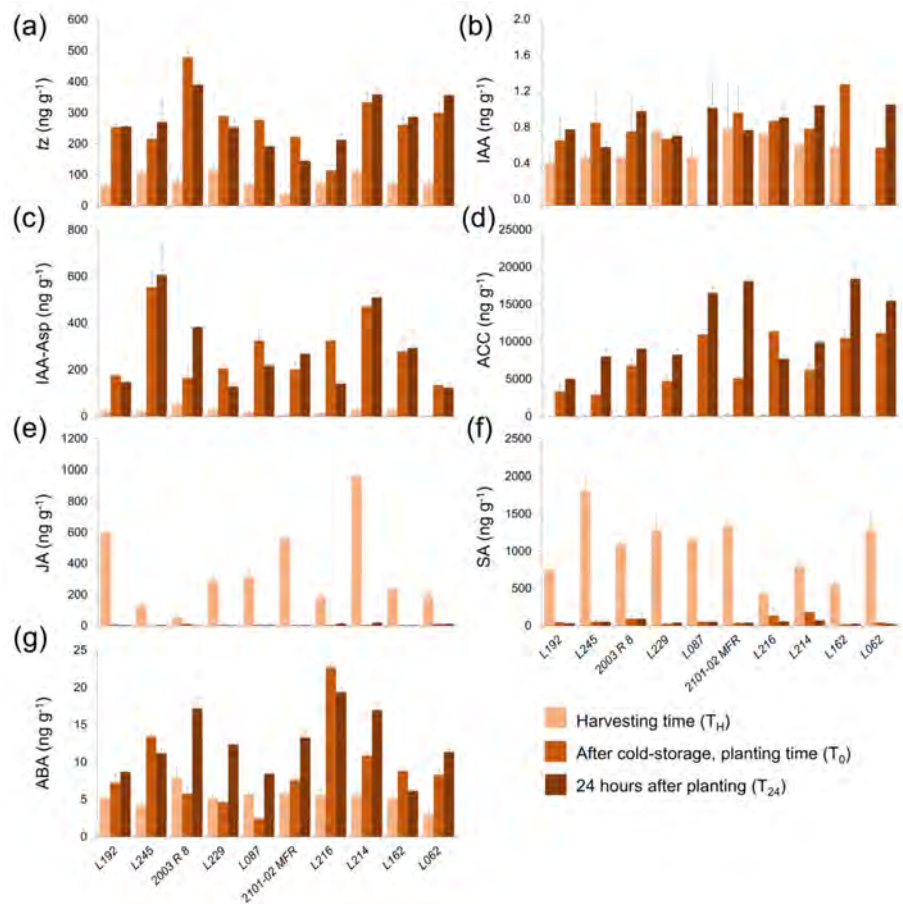 (a)
tz (ng g⁻¹)
600
500
400
300
200
100
0
(b)
IAA (ng g⁻¹)
2.0
1.6
1.2
0.8
0.4
0.0
(c)
IAA-Asp (ng g⁻¹)
800
600
400
200
0
(d)
ACC (ng g⁻¹)
25000
20000
15000
10000
5000
0
(e)
JA (ng g⁻¹)
1200
1000
800
600
400
200
0
(f)
SA (ng g⁻¹)
2500
2000
1500
1000
500
0
L192 L245 2003 R 8 L229 L087 2101-02 MFR L216 L214 L162 L062
(g)
ABA (ng g⁻¹)
25
20
15
10
5
0
L192 L245 2003 R 8 L229 L087 2101-02 MFR L216 L214 L162 L062
Harvesting time (T_H)
After cold-storage, planting time (T₀)
24 hours after planting (T₂₄)